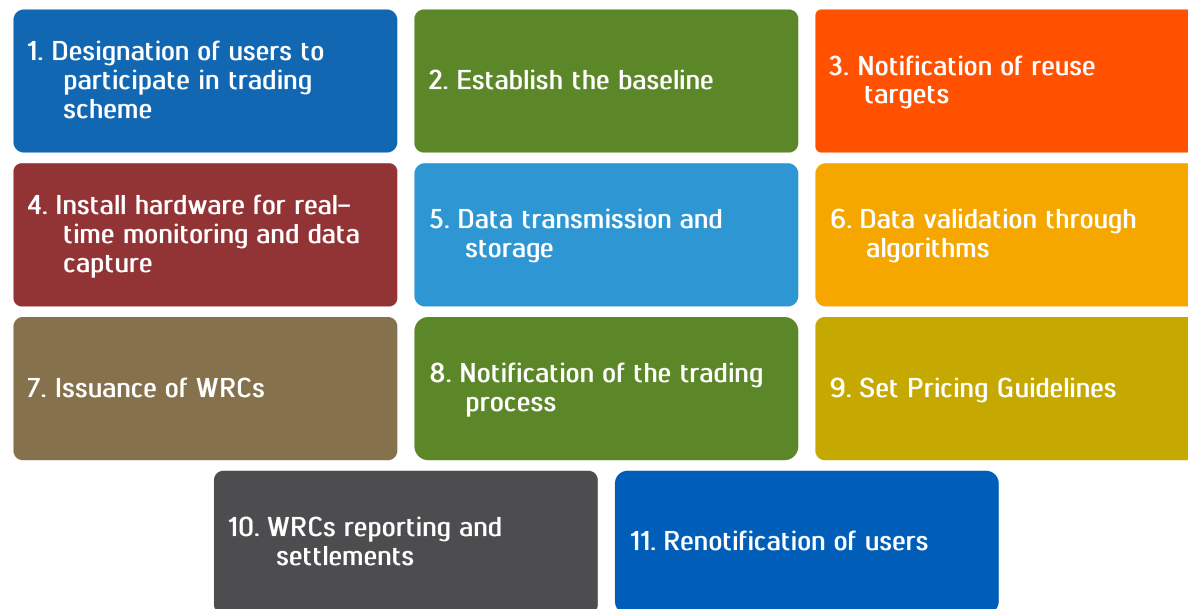 1. Designation of users to
participate in trading
scheme
2. Establish the baseline
3. Notification of reuse
targets
4. Install hardware for real-
time monitoring and data
capture
5. Data transmission and
storage
6. Data validation through
algorithms
7. Issuance of WRCs
8. Notification of the trading
process
9. Set Pricing Guidelines
10. WRCs reporting and
settlements
11. Renotification of users